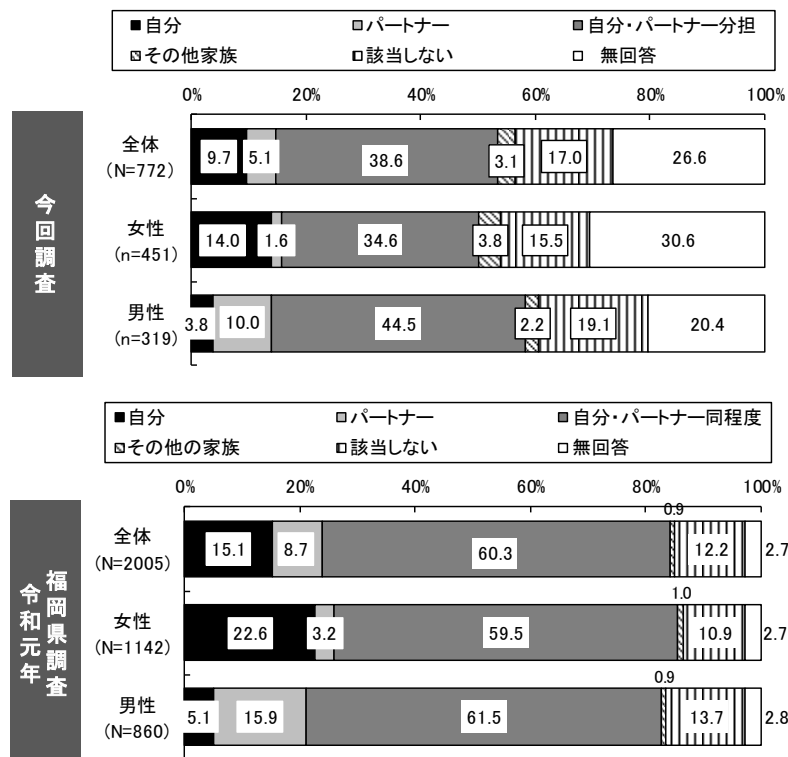 ■自分 □パートナー ■自分・パートナー分担
その他家族 該当しない □ 無回答
0% 20% 40% 60% 80% 100%
今回調査
全体 9.7 5.1 38.6 3.1 17.0 26.6
(N=772)
女性 14.0 1.6 34.6 3.8 15.5 30.6
(n=451)
男性 3.8 10.0 44.5 2.2 19.1 20.4
(n=319)
■自分 □パートナー ■自分・パートナー同程度
その他の家族 該当しない □無回答
0% 20% 40% 60% 80% 100%
福岡県調査
令和元年
0.9
全体 15.1 8.7 60.3 12.2 2.7
(N=2005)
1.0
女性 22.6 3.2 59.5 10.9 2.7
(N=1142)
0.9
男性 5.1 15.9 61.5 13.7 2.8
(N=860)